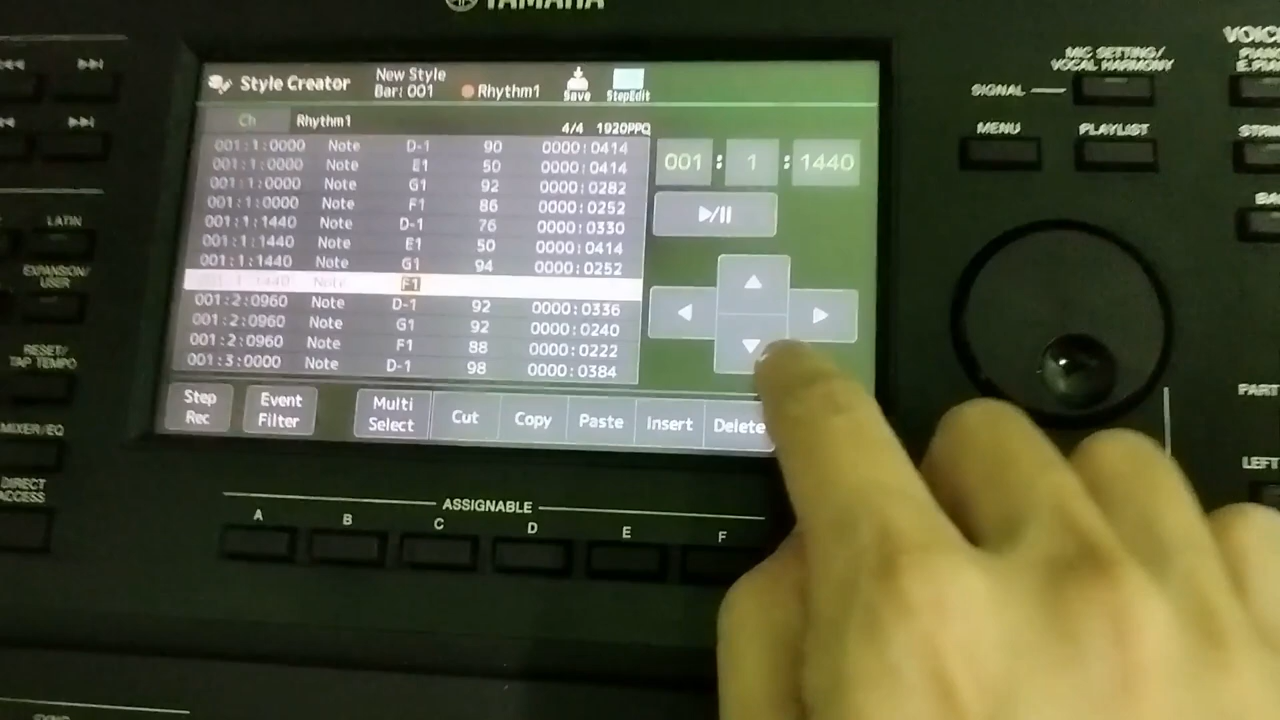 YAMAHA
Style Creator
New Style
Bar: 001
Rhythm1
Save
StepEdit
Ch
Rhythm1
4/4 1920PPQ
001:1:0000 Note D-1 90 0000:0414
001:1:0000 Note E1 50 0000:0414
001:1:0000 Note G1 92 0000:0282
001:1:0000 Note F1 86 0000:0252
001:1:1440 Note D-1 76 0000:0330
001:1:1440 Note E1 50 0000:0414
001:1:1440 Note G1 94 0000:0252
001:1:1440 Note F1
001:2:0960 Note D-1 92 0000:0336
001:2:0960 Note G1 92 0000:0240
001:2:0960 Note F1 88 0000:0222
001:3:0000 Note D-1 98 0000:0384
001 : 1 : 1440
Step
Rec
Event
Filter
Multi
Select
Cut
Copy
Paste
Insert
Delete
ASSIGNABLE
A B C D E F
LATIN
EXPANSION/
USER
RESET/
TAP TEMPO
MIXER/EQ
DIRECT
ACCESS
MIC SETTING/
VOCAL HARMONY
SIGNAL
MENU
PLAYLIST
LEFT